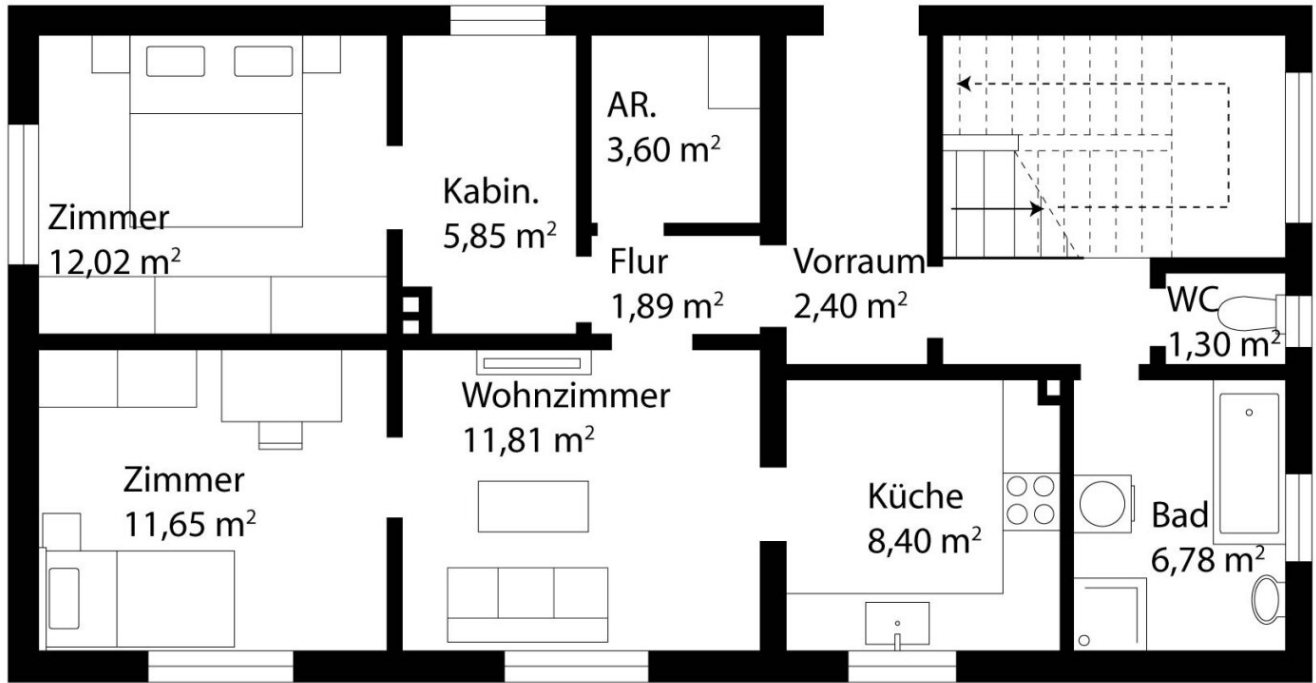 Zimmer
12,02 m²
Kabin.
5,85 m²
AR.
3,60 m²
Flur
1,89 m²
Vorraum
2,40 m²
WC
1,30 m²
Zimmer
11,65 m²
Wohnzimmer
11,81 m²
Küche
8,40 m²
Bad
6,78 m²